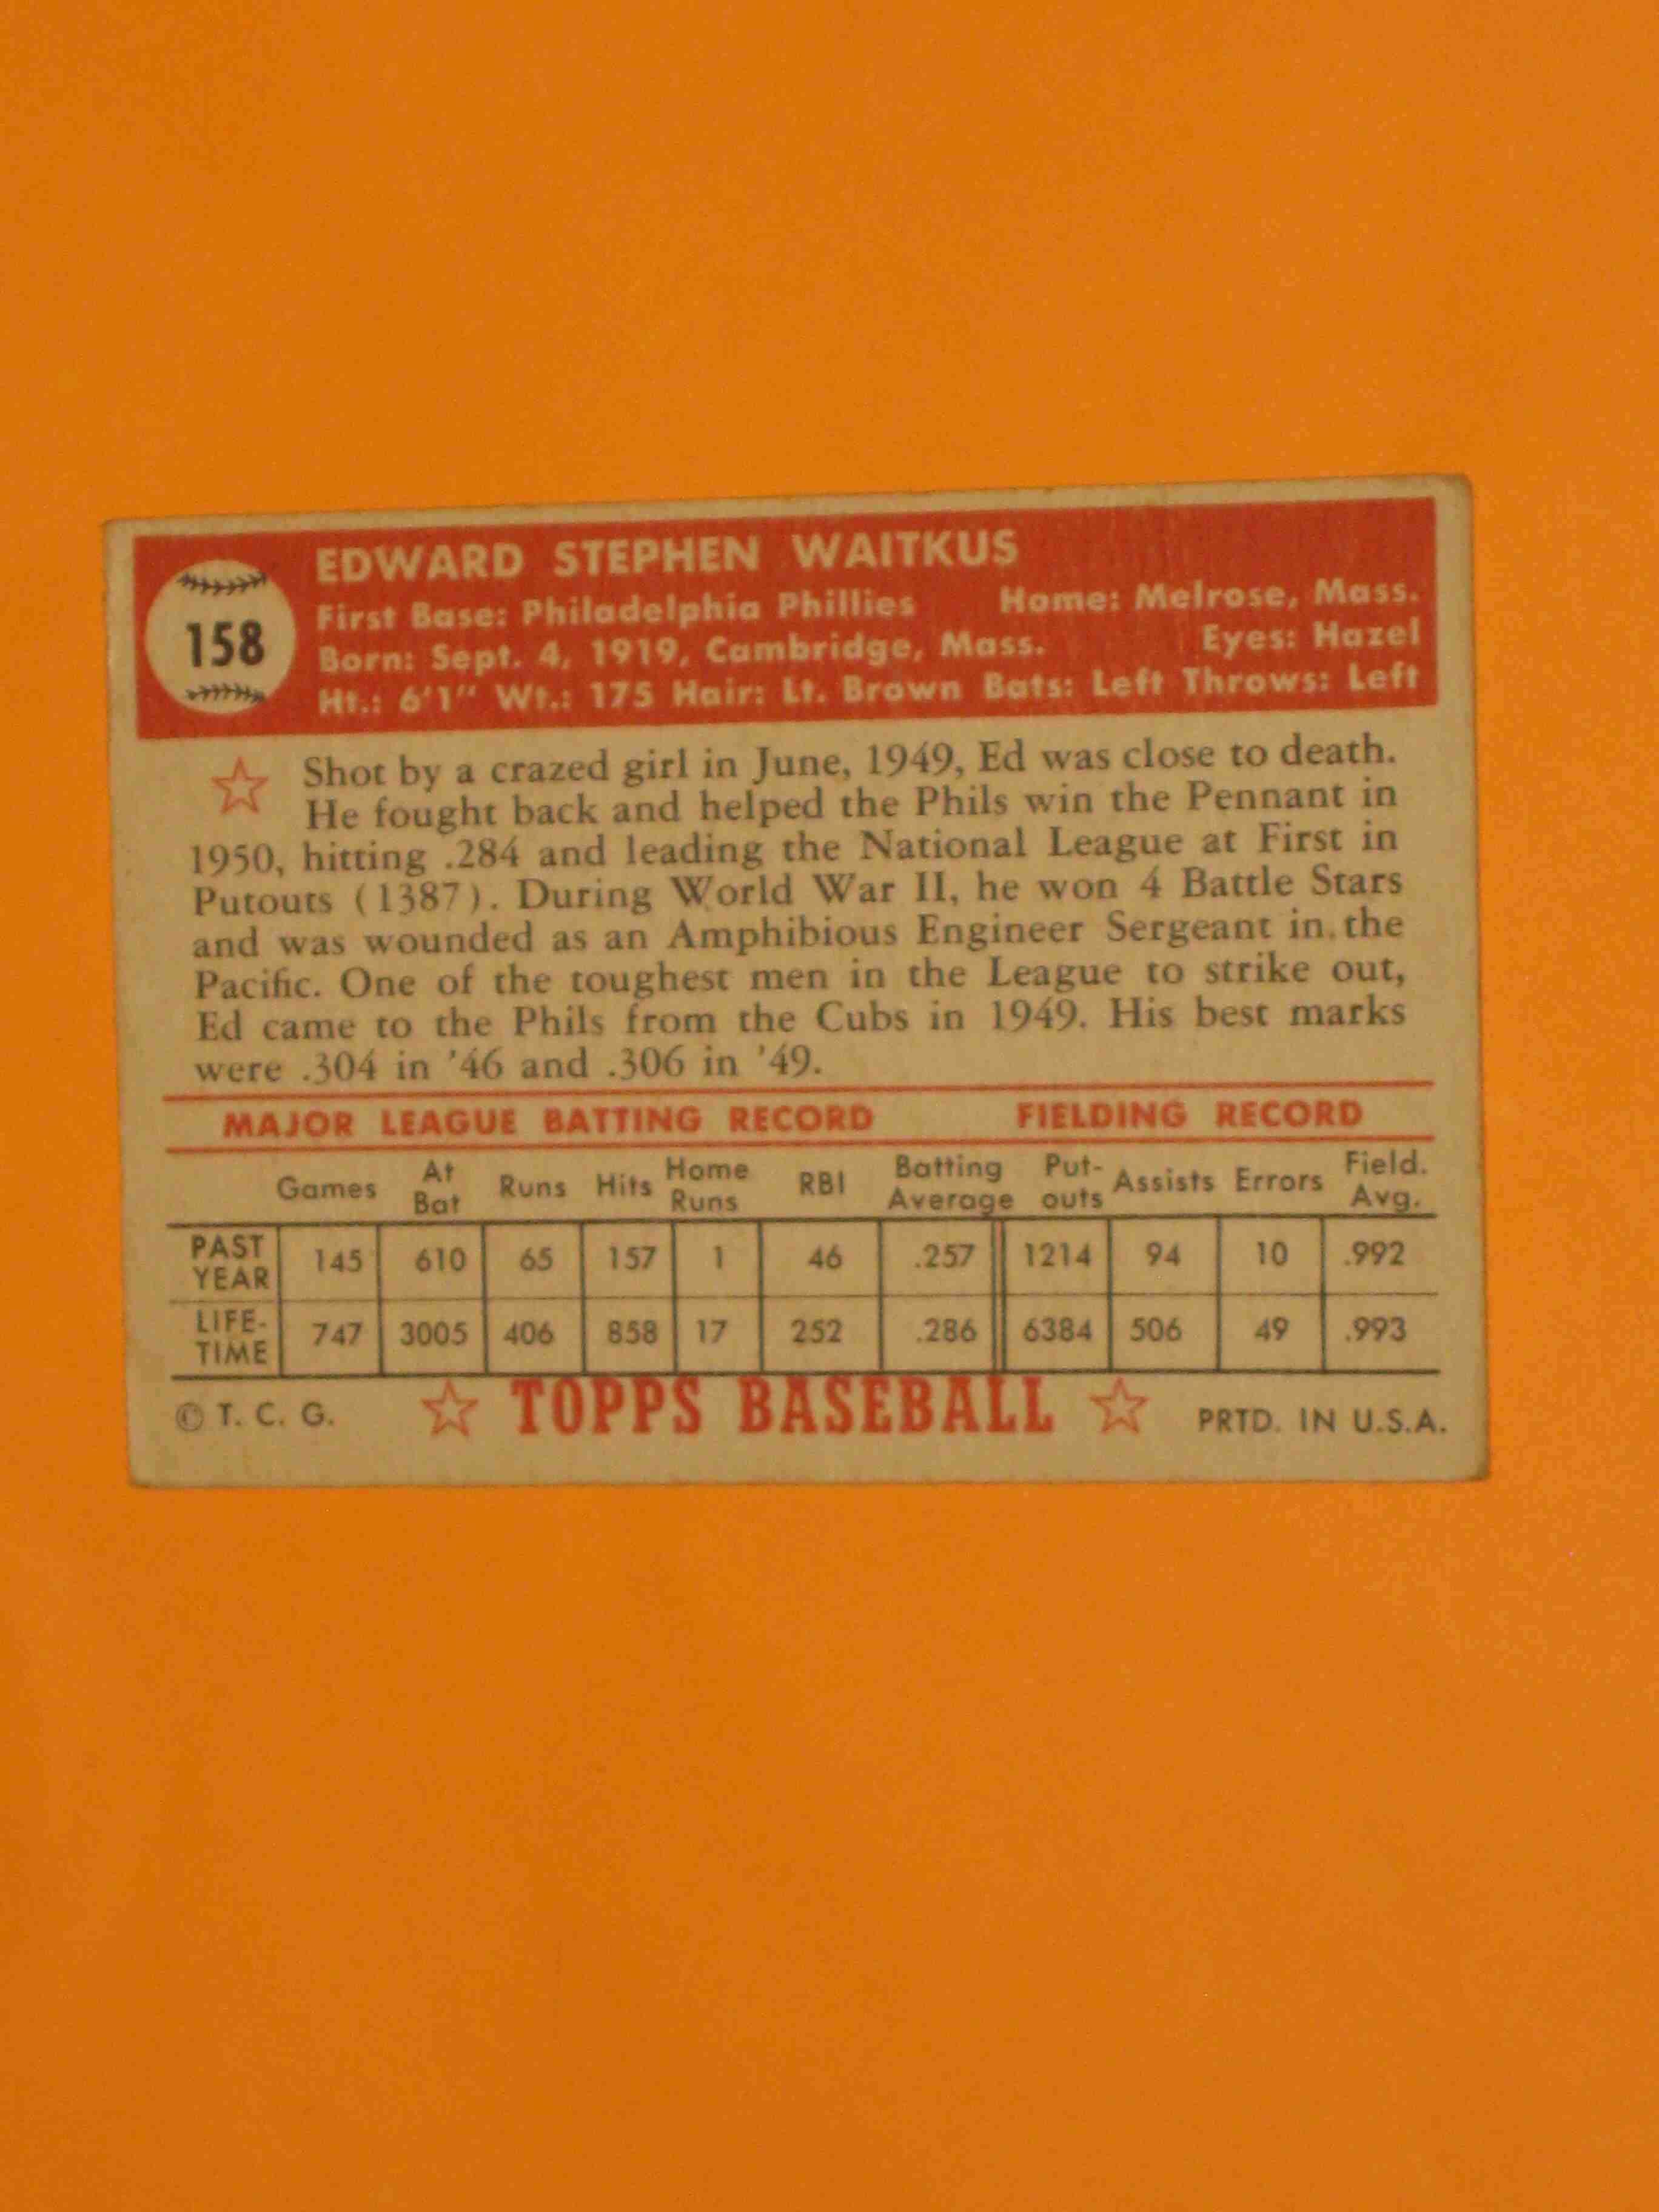 158
EDWARD STEPHEN WAITKUS
First Base: Philadelphia Phillies Home: Melrose, Mass.
Born: Sept. 4, 1919, Cambridge, Mass. Eyes: Hazel
Ht.: 6'1" Wt.: 175 Hair: Lt. Brown Bats: Left Throws: Left
Shot by a crazed girl in June, 1949, Ed was close to death.
He fought back and helped the Phils win the Pennant in
1950, hitting .284 and leading the National League at First in
Putouts (1387). During World War II, he won 4 Battle Stars
and was wounded as an Amphibious Engineer Sergeant in the
Pacific. One of the toughest men in the League to strike out,
Ed came to the Phils from the Cubs in 1949. His best marks
were .304 in '46 and .306 in '49.
MAJOR LEAGUE BATTING RECORD FIELDING RECORD
Games At Bat Runs Hits Home Runs RBI Batting Average Put-outs Assists Errors Field. Avg.
PAST YEAR 145 610 65 157 1 46 .257 1214 94 10 .992
LIFE-TIME 747 3005 406 858 17 252 .286 6384 506 49 .993
© T. C. G. TOPPS BASEBALL PRTD. IN U.S.A.